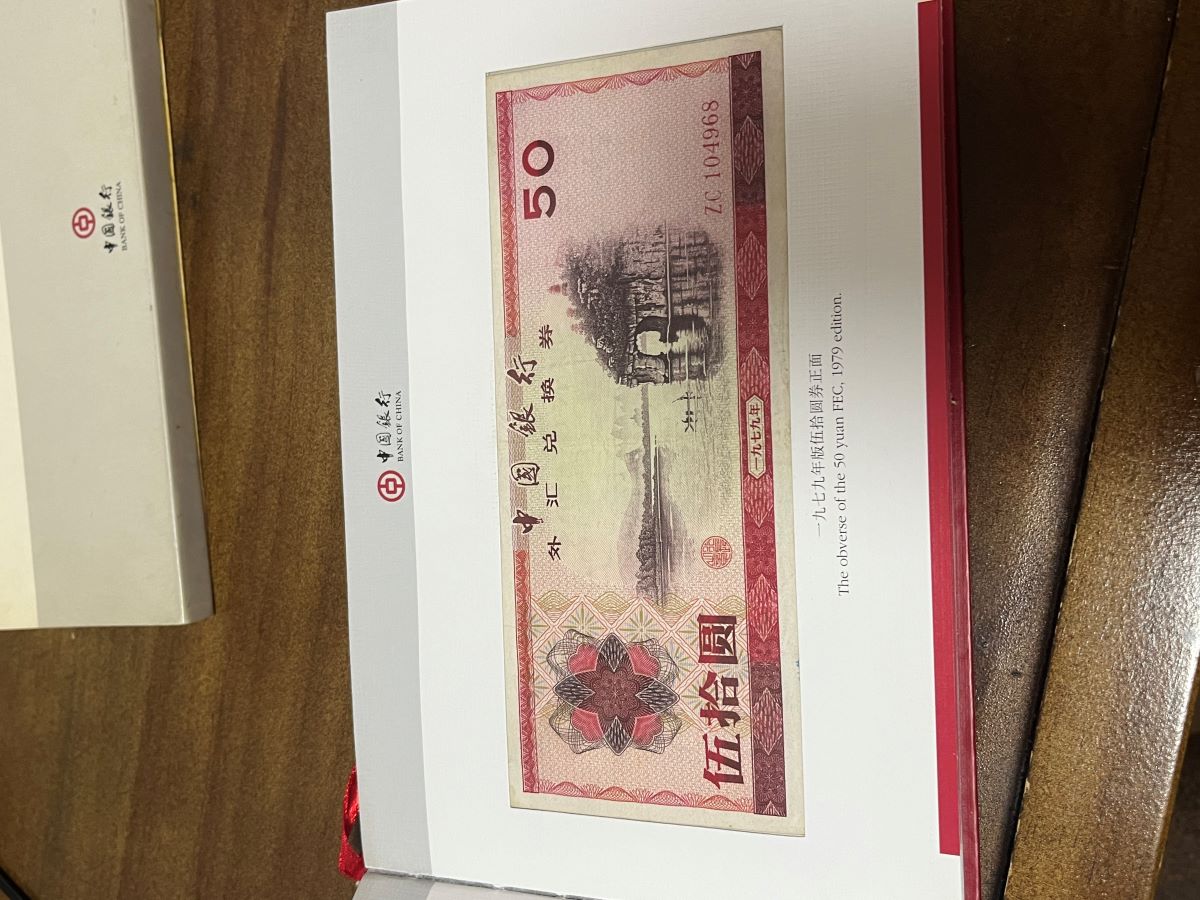 中国银行
BANK OF CHINA
中国银行
BANK OF CHINA
中國銀行
外汇兑换券
50
ZC 104968
伍拾圆
一九七九年
一九七九年版伍拾圆券正面
The obverse of the 50 yuan FEC, 1979 edition.